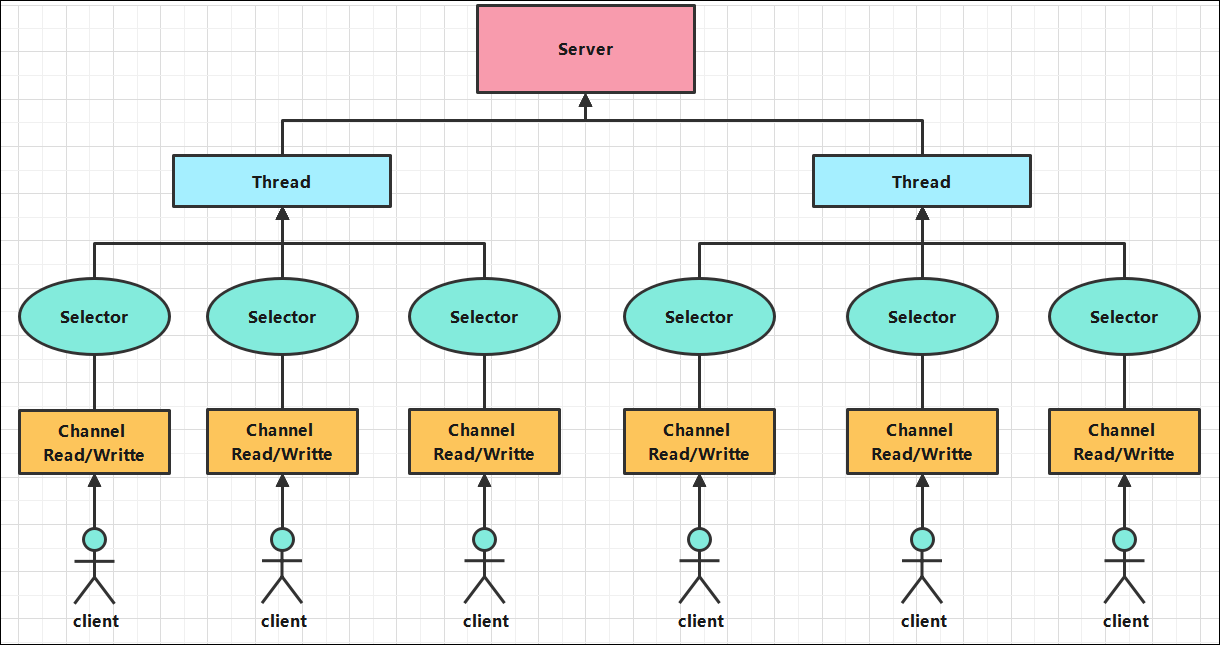 Server
Thread
Thread
Selector
Selector
Selector
Selector
Selector
Selector
Channel
Read/Writte
Channel
Read/Writte
Channel
Read/Writte
Channel
Read/Writte
Channel
Read/Writte
Channel
Read/Writte
client
client
client
client
client
client